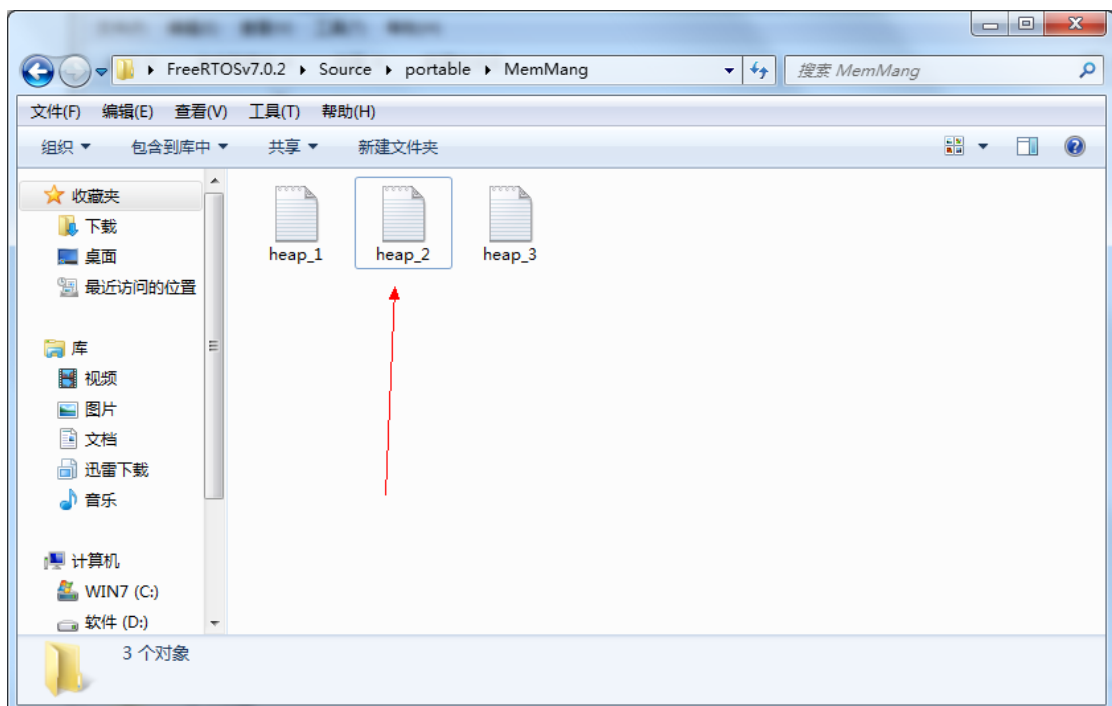 FreeRTOSv7.0.2 ▸ Source ▸ portable ▸ MemMang
搜索 MemMang
文件(F) 编辑(E) 查看(V) 工具(T) 帮助(H)
组织 包含到库中 共享 新建文件夹
收藏夹
下载
桌面
最近访问的位置
库
视频
图片
文档
迅雷下载
音乐
计算机
WIN7 (C:)
软件 (D:)
heap_1 heap_2 heap_3
3 个对象